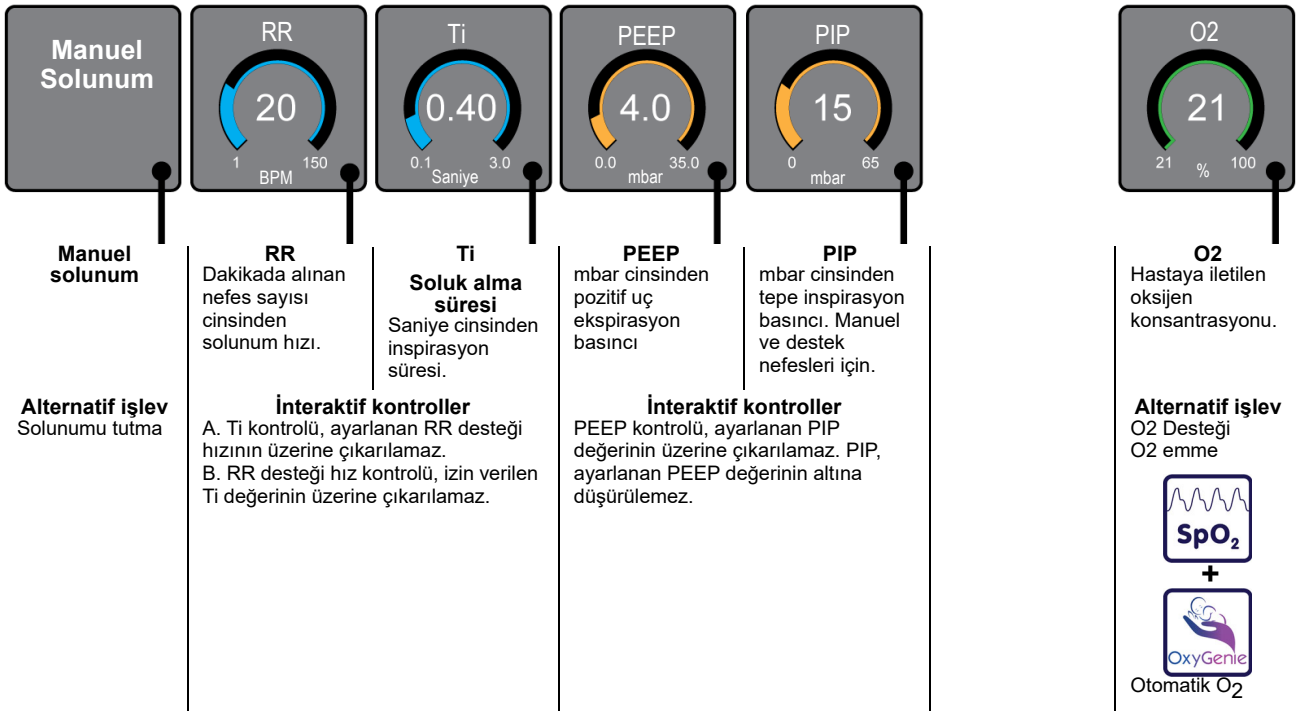 Manuel
Solunum
RR
20
1
150
BPM
Ti
0.40
0.1
3.0
Saniye
PEEP
4.0
0.0
35.0
mbar
PIP
15
0
65
mbar
O2
21
21
100
%
Manuel
solunum
RR
Dakikada alınan
nefes sayısı
cinsinden
solunum hızı.
Ti
Soluk alma
süresi
Saniye cinsinden
inspirasyon
süresi.
PEEP
mbar cinsinden
pozitif uç
ekspirasyon
basıncı
PIP
mbar cinsinden
tepe inspirasyon
basıncı. Manuel
ve destek
nefesleri için.
O2
Hastaya iletilen
oksijen
konsantrasyonu.
Alternatif işlev
Solunumu tutma
İnteraktif kontroller
A. Ti kontrolü, ayarlanan RR desteği
hızının üzerine çıkarılamaz.
B. RR desteği hız kontrolü, izin verilen
Ti değerinin üzerine çıkarılamaz.
İnteraktif kontroller
PEEP kontrolü, ayarlanan PIP
değerinin üzerine çıkarılamaz. PIP,
ayarlanan PEEP değerinin altına
düşürülemez.
Alternatif işlev
O2 Desteği
O2 emme
SpO₂
+
OxyGenie
Otomatik O₂